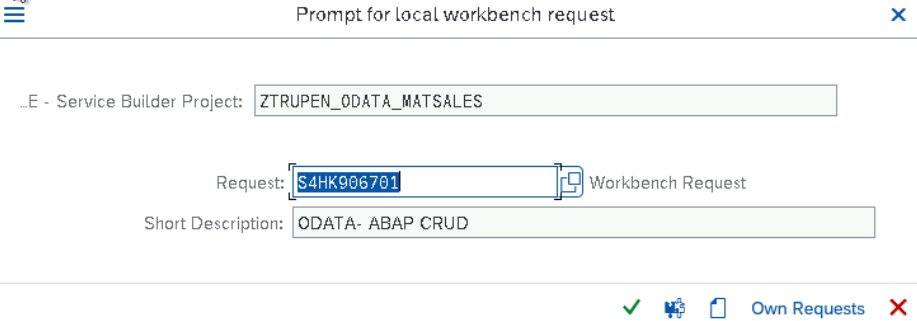 Prompt for local workbench request
…E - Service Builder Project: ZTRUPEN_ODATA_MATSALES
Request: S4HK906701 Workbench Request
Short Description: ODATA- ABAP CRUD
Own Requests